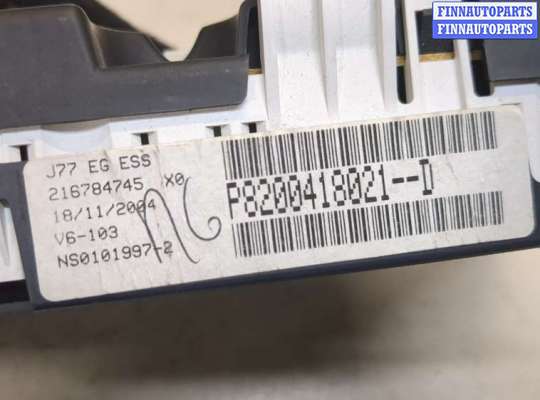 FINNAUTOPARTS
FINNAUTOPARTS
J77 EG ESS
216784745 X0
18/11/2004
V6-103
NS0101997-2
P8200418021--D